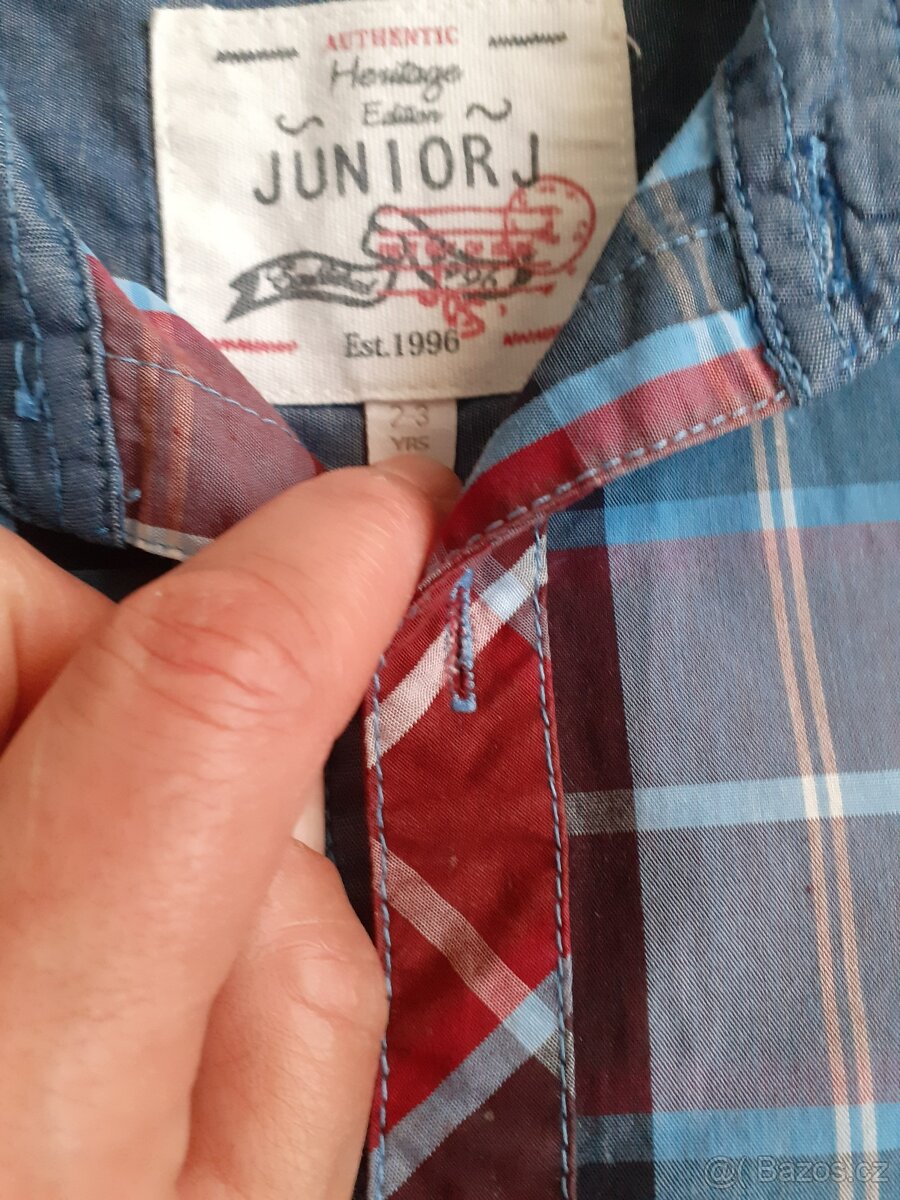 AUTHENTIC
Heritage
Edition
JUNIOR J
Est.1996
2-3
YRS
@ Bazos.cz